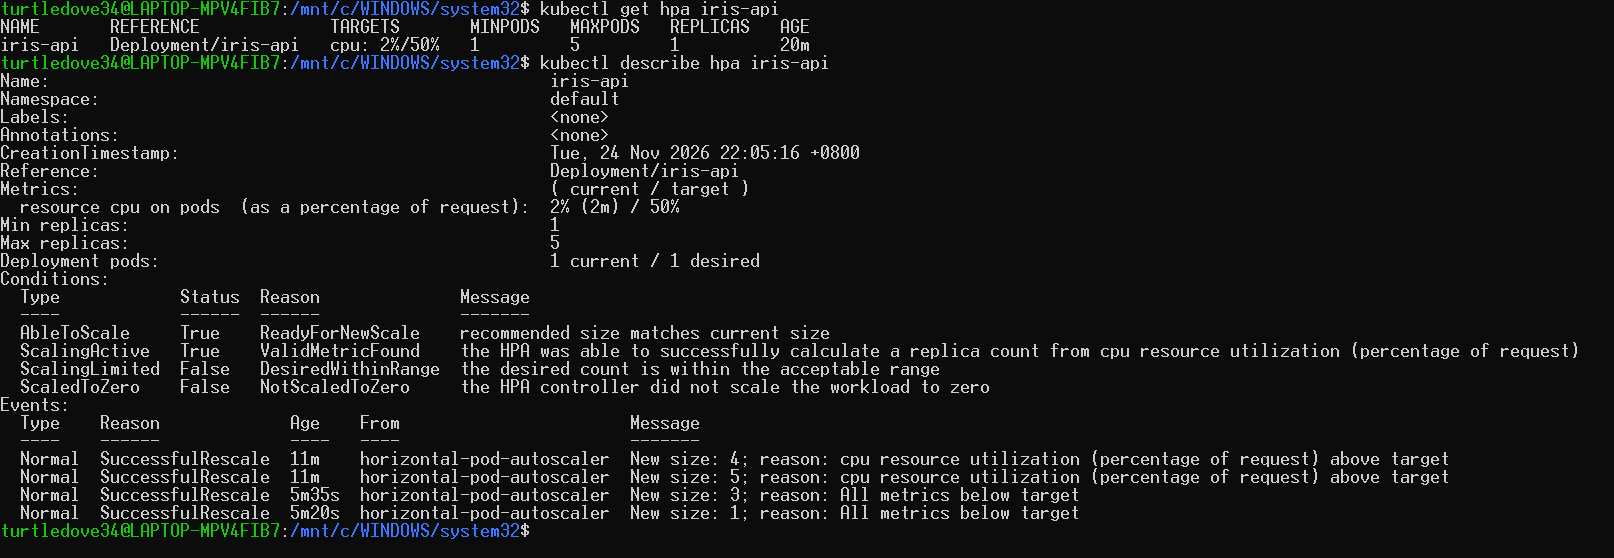 turtledove34@LAPTOP-MPV4FIB7:/mnt/c/WINDOWS/system32$ kubectl get hpa iris-api
NAME       REFERENCE             TARGETS       MINPODS   MAXPODS   REPLICAS   AGE
iris-api   Deployment/iris-api   cpu: 2%/50%   1         5         1          20m
turtledove34@LAPTOP-MPV4FIB7:/mnt/c/WINDOWS/system32$ kubectl describe hpa iris-api
Name:                                                  iris-api
Namespace:                                             default
Labels:                                                <none>
Annotations:                                           <none>
CreationTimestamp:                                     Tue, 24 Nov 2026 22:05:16 +0800
Reference:                                             Deployment/iris-api
Metrics:                                               ( current / target )
  resource cpu on pods  (as a percentage of request):  2% (2m) / 50%
Min replicas:                                          1
Max replicas:                                          5
Deployment pods:                                       1 current / 1 desired
Conditions:
  Type            Status  Reason              Message
  ----            ------  ------              -------
  AbleToScale     True    ReadyForNewScale    recommended size matches current size
  ScalingActive   True    ValidMetricFound    the HPA was able to successfully calculate a replica count from cpu resource utilization (percentage of request)
  ScalingLimited  False   DesiredWithinRange  the desired count is within the acceptable range
  ScaledToZero    False   NotScaledToZero     the HPA controller did not scale the workload to zero
Events:
  Type    Reason             Age    From                       Message
  ----    ------             ----   ----                       -------
  Normal  SuccessfulRescale  11m    horizontal-pod-autoscaler  New size: 4; reason: cpu resource utilization (percentage of request) above target
  Normal  SuccessfulRescale  11m    horizontal-pod-autoscaler  New size: 5; reason: cpu resource utilization (percentage of request) above target
  Normal  SuccessfulRescale  5m35s  horizontal-pod-autoscaler  New size: 3; reason: All metrics below target
  Normal  SuccessfulRescale  5m20s  horizontal-pod-autoscaler  New size: 1; reason: All metrics below target
turtledove34@LAPTOP-MPV4FIB7:/mnt/c/WINDOWS/system32$